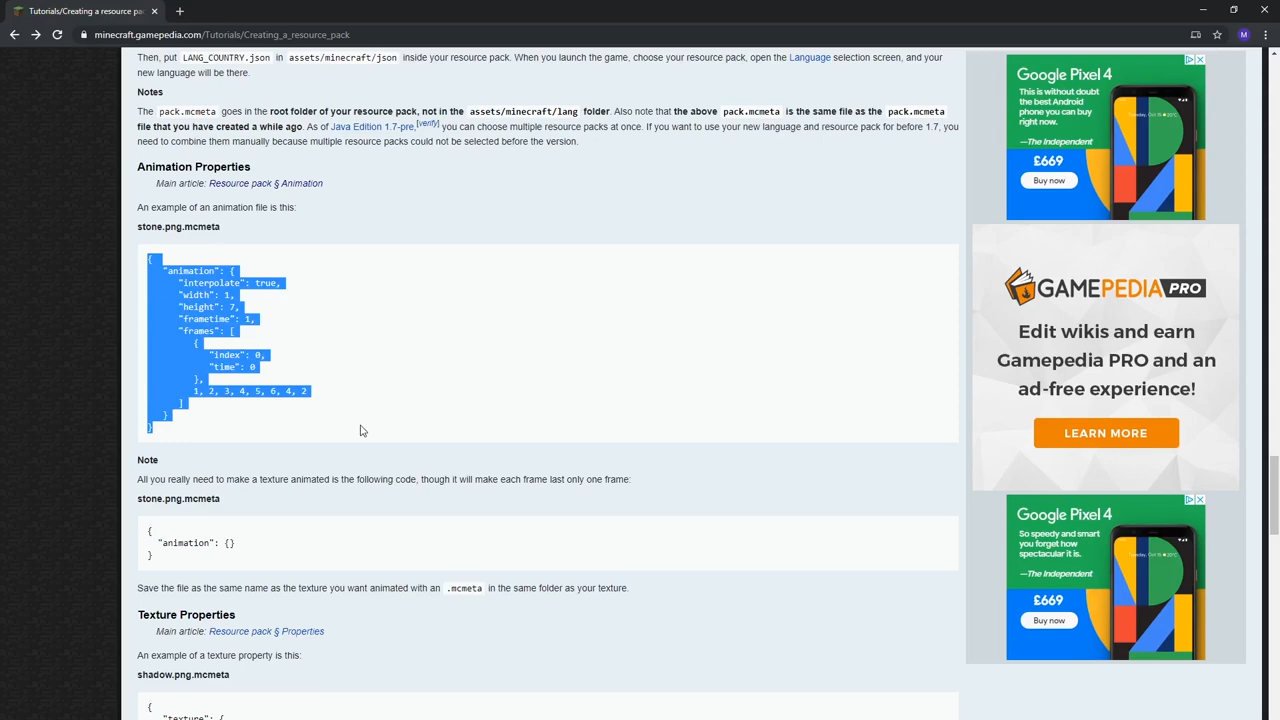 Tutorials/Creating a resource pac
minecraft.gamepedia.com/Tutorials/Creating_a_resource_pack
M
Then, put LANG_COUNTRY.json in assets/minecraft/json inside your resource pack. When you launch the game, choose your resource pack, open the Language selection screen, and your
new language will be there.
Notes
The pack.mcmeta goes in the root folder of your resource pack, not in the assets/minecraft/lang folder. Also note that the above pack.mcmeta is the same file as the pack.mcmeta
file that you have created a while ago. As of Java Edition 1.7-pre,[verify] you can choose multiple resource packs at once. If you want to use your new language and resource pack for before 1.7, you
need to combine them manually because multiple resource packs could not be selected before the version.
Animation Properties
Main article: Resource pack § Animation
An example of an animation file is this:
stone.png.mcmeta
{
"animation": {
"interpolate": true,
"width": 1,
"height": 7,
"frametime": 1,
"frames": [
{
"index": 0,
"time": 0
},
1, 2, 3, 4, 5, 6, 4, 2
]
}
}
Note
All you really need to make a texture animated is the following code, though it will make each frame last only one frame:
stone.png.mcmeta
{
"animation": {}
}
Save the file as the same name as the texture you want animated with an .mcmeta in the same folder as your texture.
Texture Properties
Main article: Resource pack § Properties
An example of a texture property is this:
shadow.png.mcmeta
{
"texture": {
Google Pixel 4
This is without doubt
the best Android
phone you can buy
right now.
—The Independent
£669
Buy now
GAMEPEDIA PRO
Edit wikis and earn
Gamepedia PRO and an
ad-free experience!
LEARN MORE
Google Pixel 4
So speedy and smart
you forget how
spectacular it is.
—The Independent
£669
Buy now